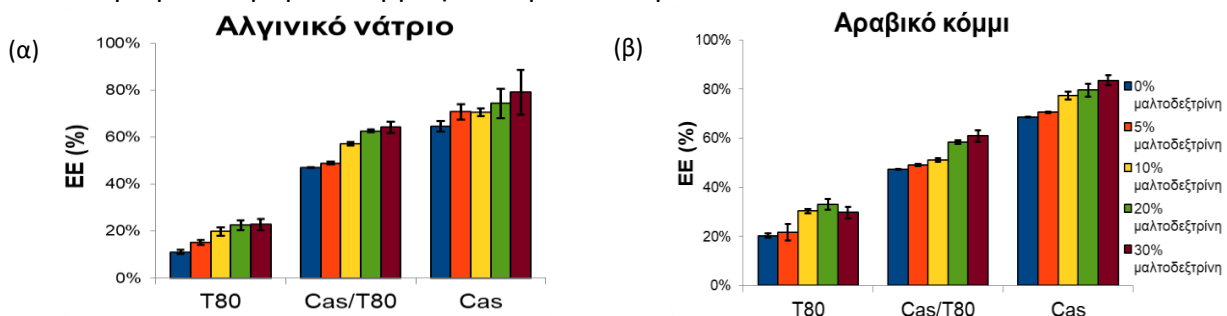 (α)
Αλγινικό νάτριο
100%
80%
60%
40%
20%
0%
EE (%)
T80
Cas/T80
Cas
(β)
Αραβικό κόμμι
100%
80%
60%
40%
20%
0%
EE (%)
T80
Cas/T80
Cas
0%
μαλτοδεξτρίνη
5%
μαλτοδεξτρίνη
10%
μαλτοδεξτρίνη
20%
μαλτοδεξτρίνη
30%
μαλτοδεξτρίνη